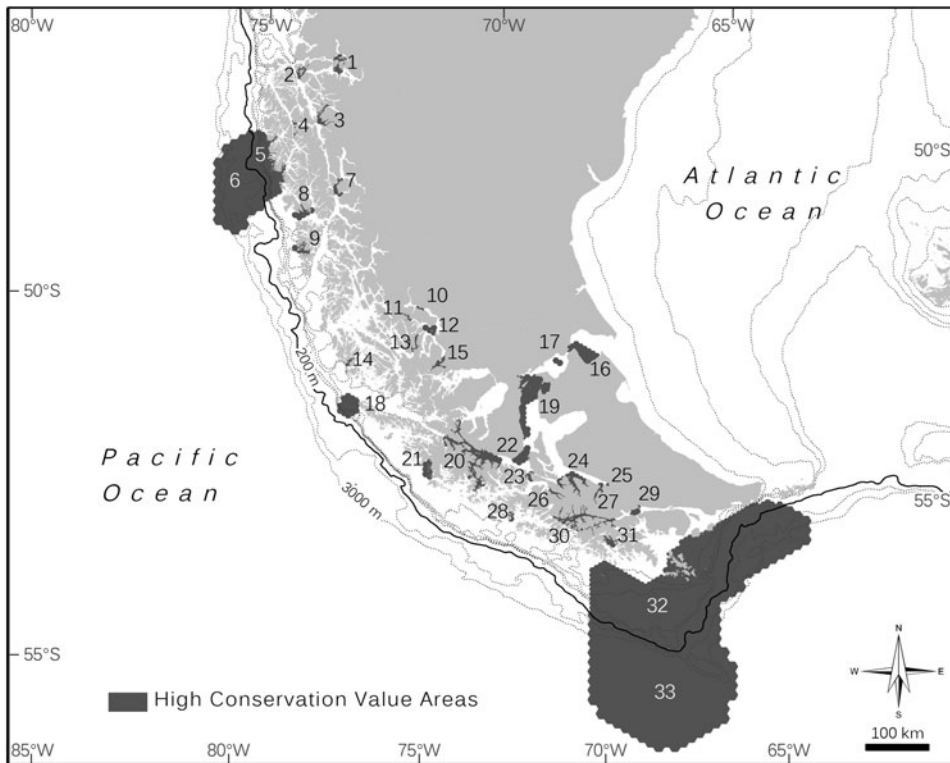 80°W 75°W 70°W 65°W
1
2
3
4
5
50°S
6
7
8
Atlantic
Ocean
9
50°S
10
11
12
13
14
15
16
17
200 m
18
19
Pacific
Ocean
20
21
22
23
24
25
26
27
28
29
3000 m
55°S
30
31
32
33
55°S
N
W E
S
High Conservation Value Areas
100 km
85°W 80°W 75°W 70°W 65°W